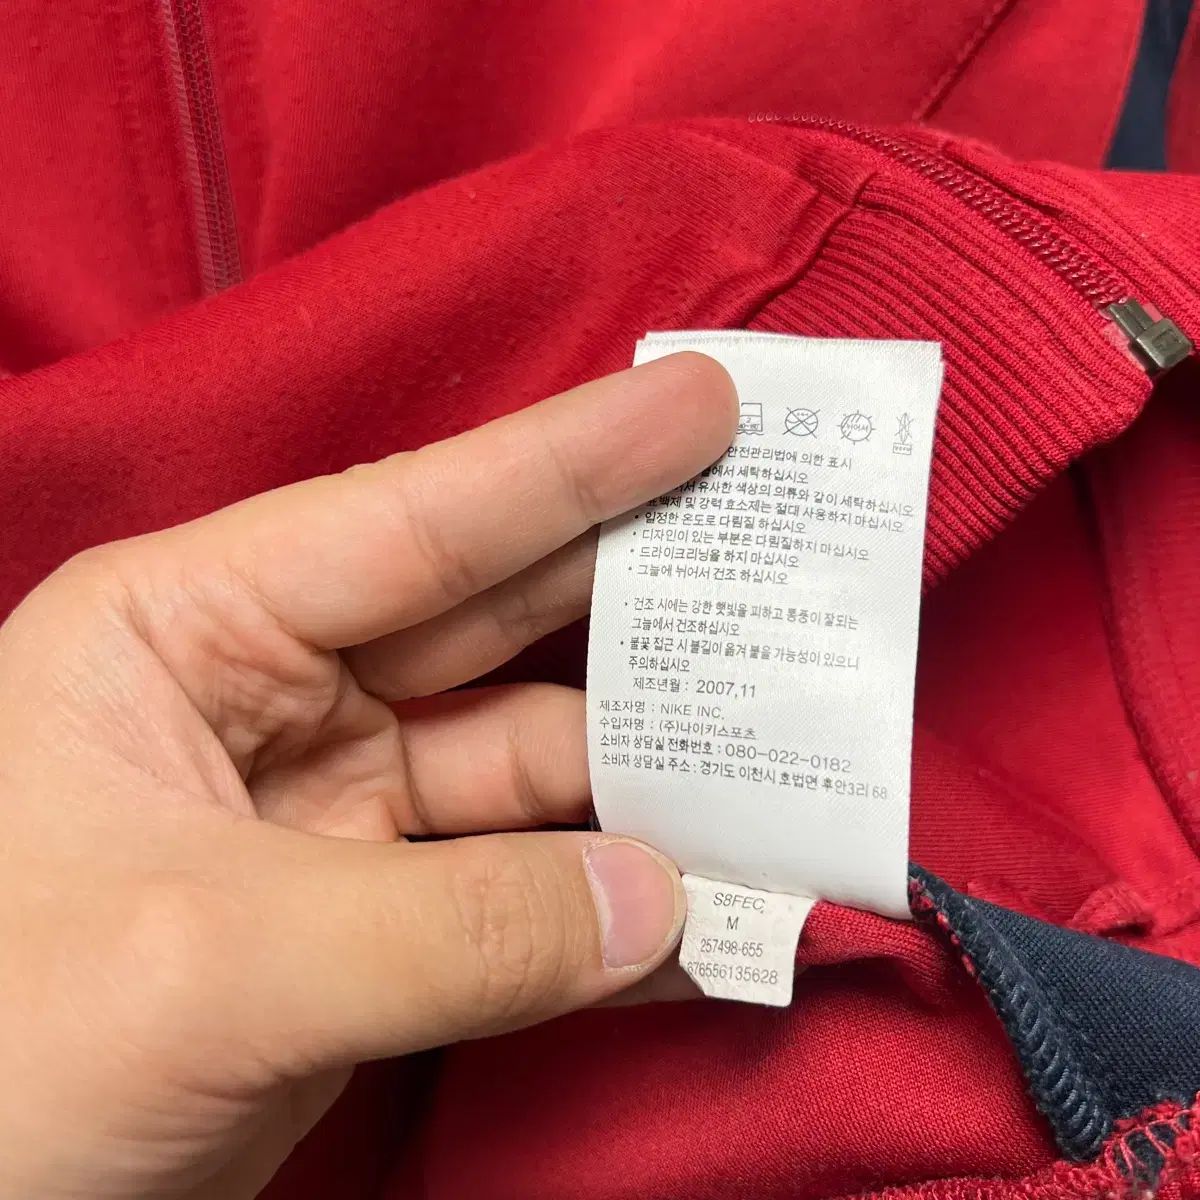 안전관리법에 의한 표시
에서 세탁하십시오
서 유사한 색상의 의류와 같이 세탁하십시오
표백제 및 강력 효소제는 절대 사용하지 마십시오
• 일정한 온도로 다림질 하십시오
• 디자인이 있는 부분은 다림질하지 마십시오
• 드라이크리닝을 하지 마십시오
• 그늘에 뉘어서 건조 하십시오
• 건조 시에는 강한 햇빛을 피하고 통풍이 잘되는
그늘에서 건조하십시오
• 불꽃 접근 시 불길이 옮겨 붙을 가능성이 있으니
주의하십시오
제조년월 : 2007.11
제조자명 : NIKE INC.
수입자명 : (주)나이키스포츠
소비자 상담실 전화번호 : 080-022-0182
소비자 상담실 주소 : 경기도 이천시 호법면 후안3리 68
S8FEC
M
257498-655
676556135628